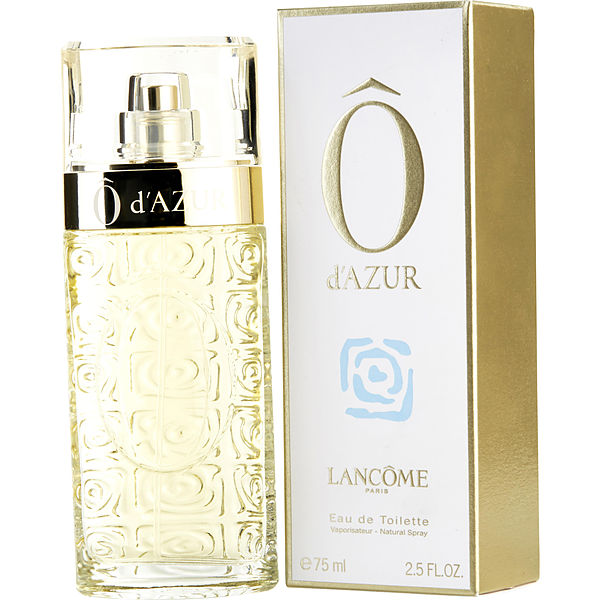 Ô d'AZUR
Ô
d'AZUR
LANCÔME
PARIS
Eau de Toilette
Vaporisateur - Natural Spray
e 75 ml 2.5 FL.OZ.